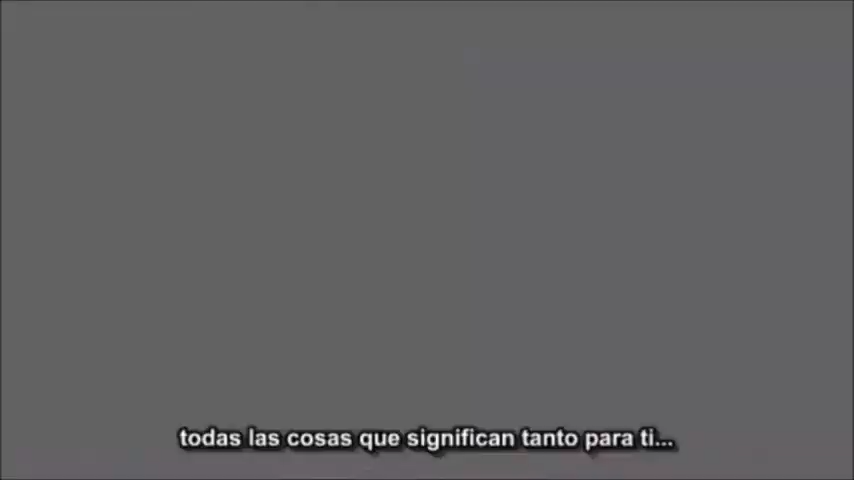 todas las cosas que significan tanto para ti...